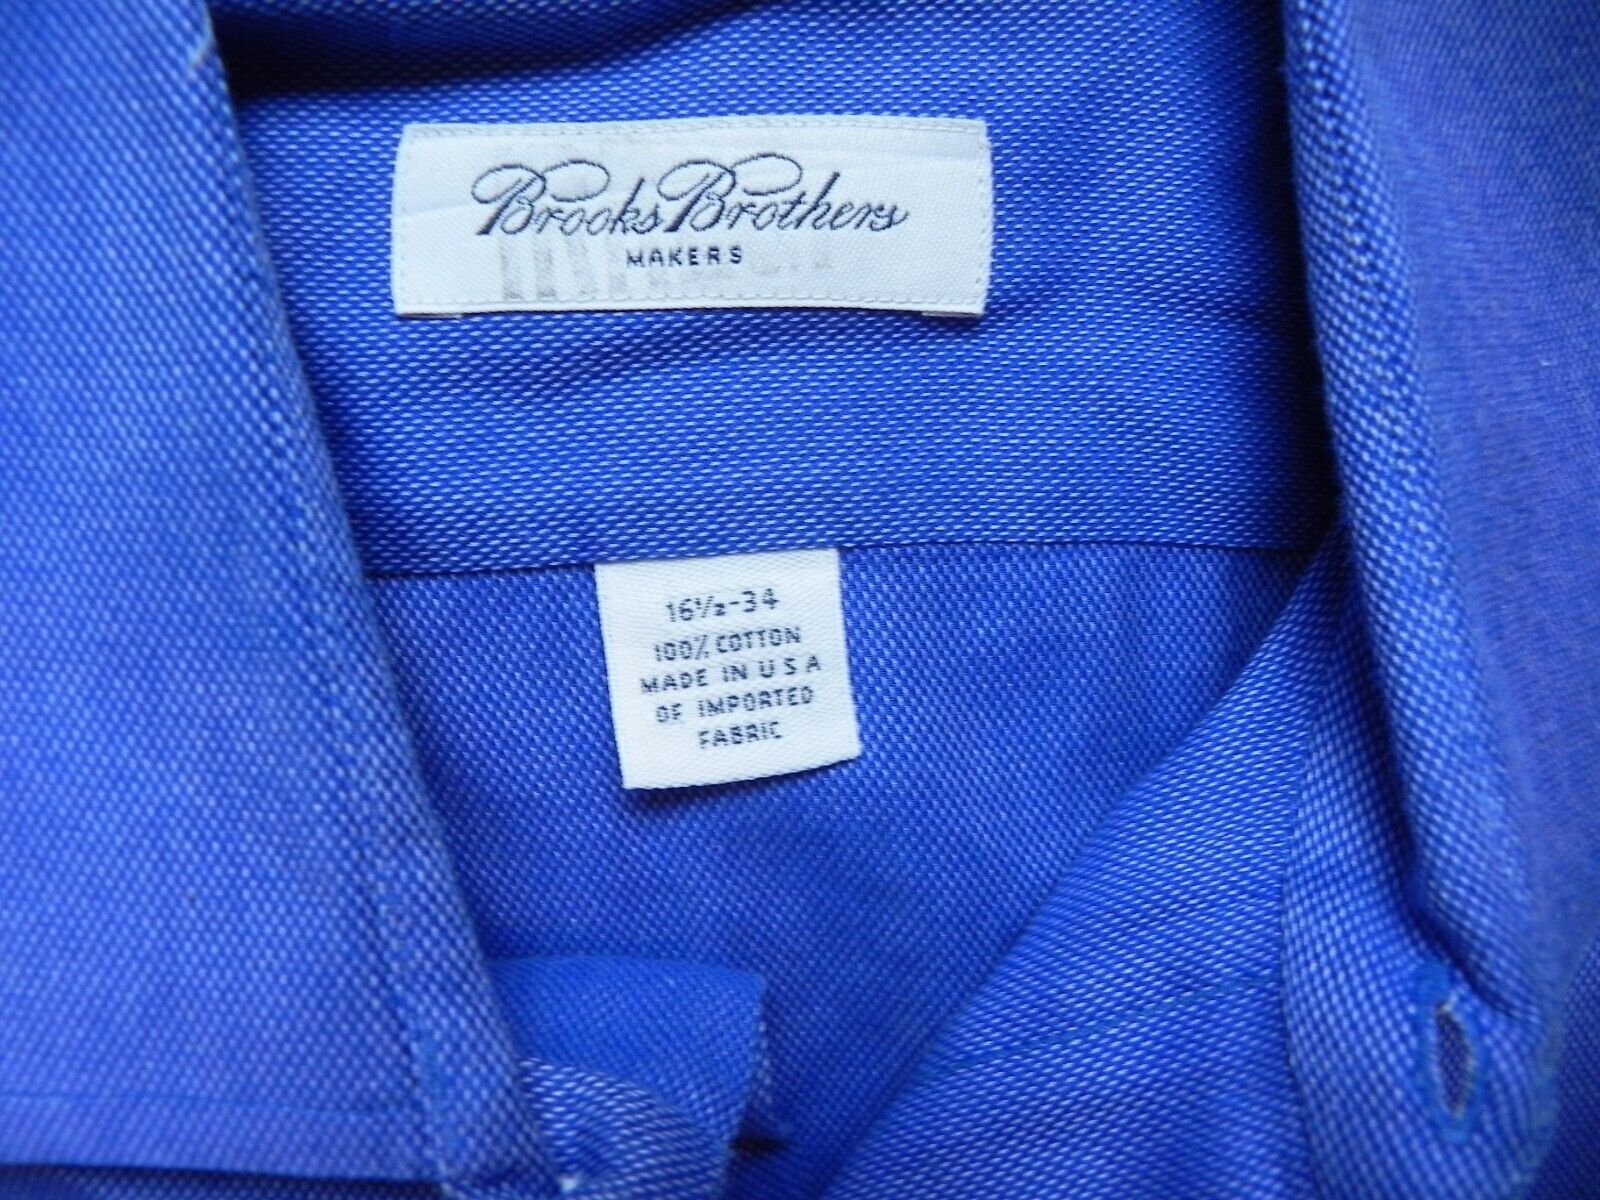 Brooks Brothers
MAKERS
16½-34
100% COTTON
MADE IN U S A
OF IMPORTED
FABRIC